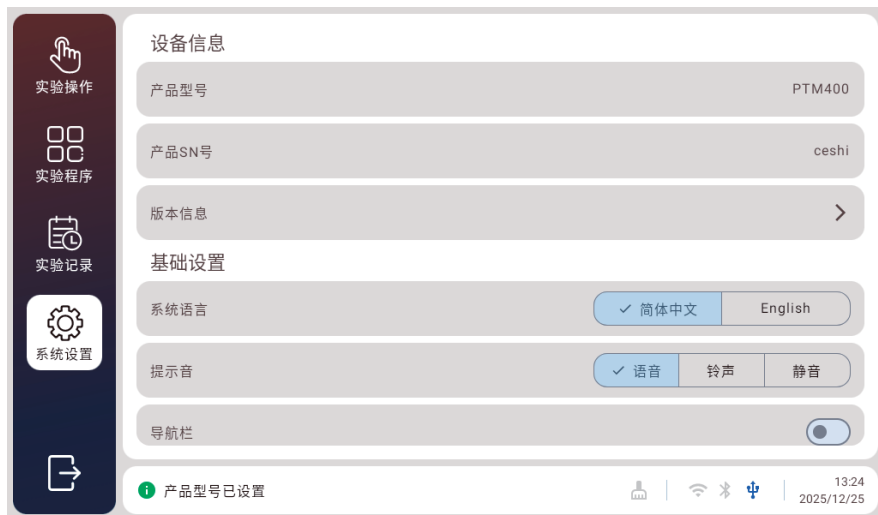 实验操作
实验程序
实验记录
系统设置
设备信息
产品型号 PTM400
产品SN号 ceshi
版本信息
基础设置
系统语言 简体中文 English
提示音 语音 铃声 静音
导航栏
产品型号已设置
13:24
2025/12/25